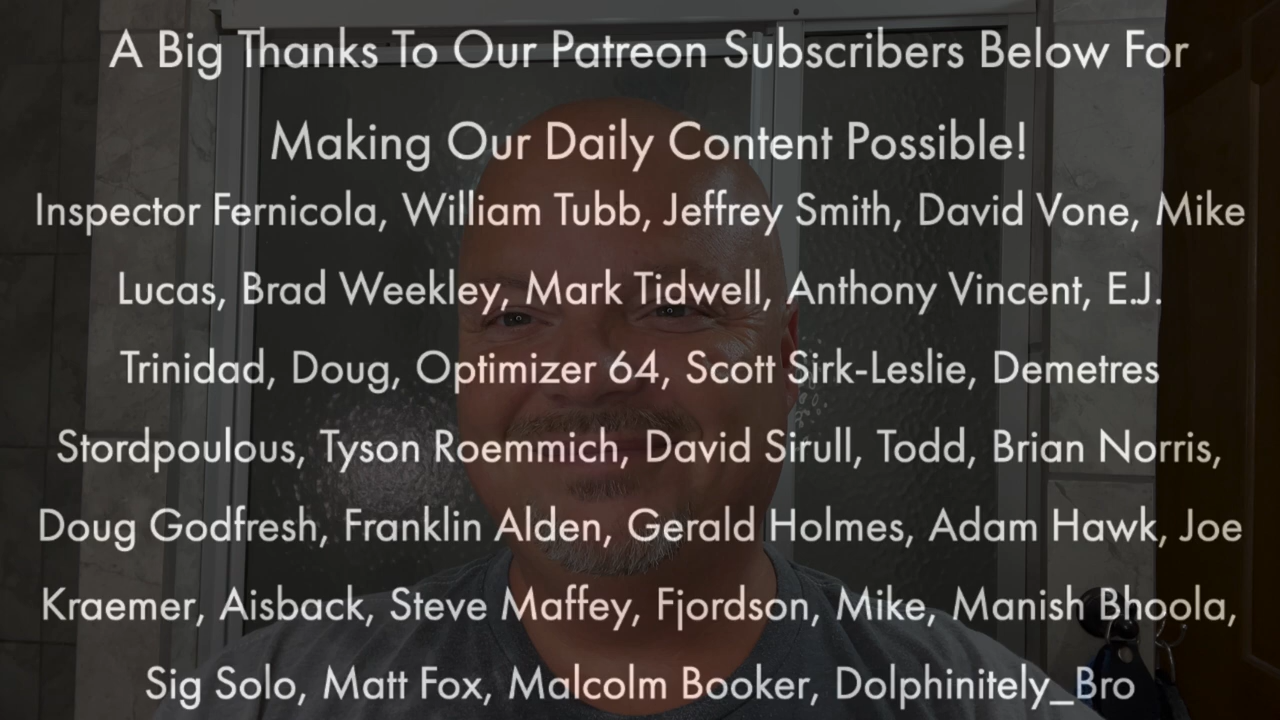 A Big Thanks To Our Patreon Subscribers Below For
Making Our Daily Content Possible!
Inspector Fernicola, William Tubb, Jeffrey Smith, David Vone, Mike
Lucas, Brad Weekley, Mark Tidwell, Anthony Vincent, E.J.
Trinidad, Doug, Optimizer 64, Scott Sirk-Leslie, Demetres
Stordpoulous, Tyson Roemmich, David Sirull, Todd, Brian Norris,
Doug Godfresh, Franklin Alden, Gerald Holmes, Adam Hawk, Joe
Kraemer, Aisback, Steve Maffey, Fjordson, Mike, Manish Bhoola,
Sig Solo, Matt Fox, Malcolm Booker, Dolphinitely_Bro